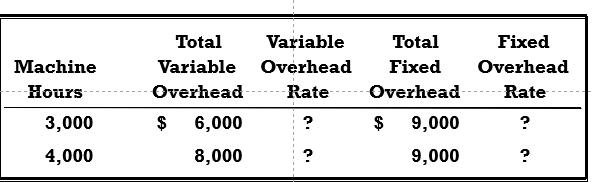 Total Variable Total Fixed
Machine Variable Overhead Fixed Overhead
Hours Overhead Rate Overhead Rate
3,000 $ 6,000 ? $ 9,000 ?
4,000 8,000 ? 9,000 ?